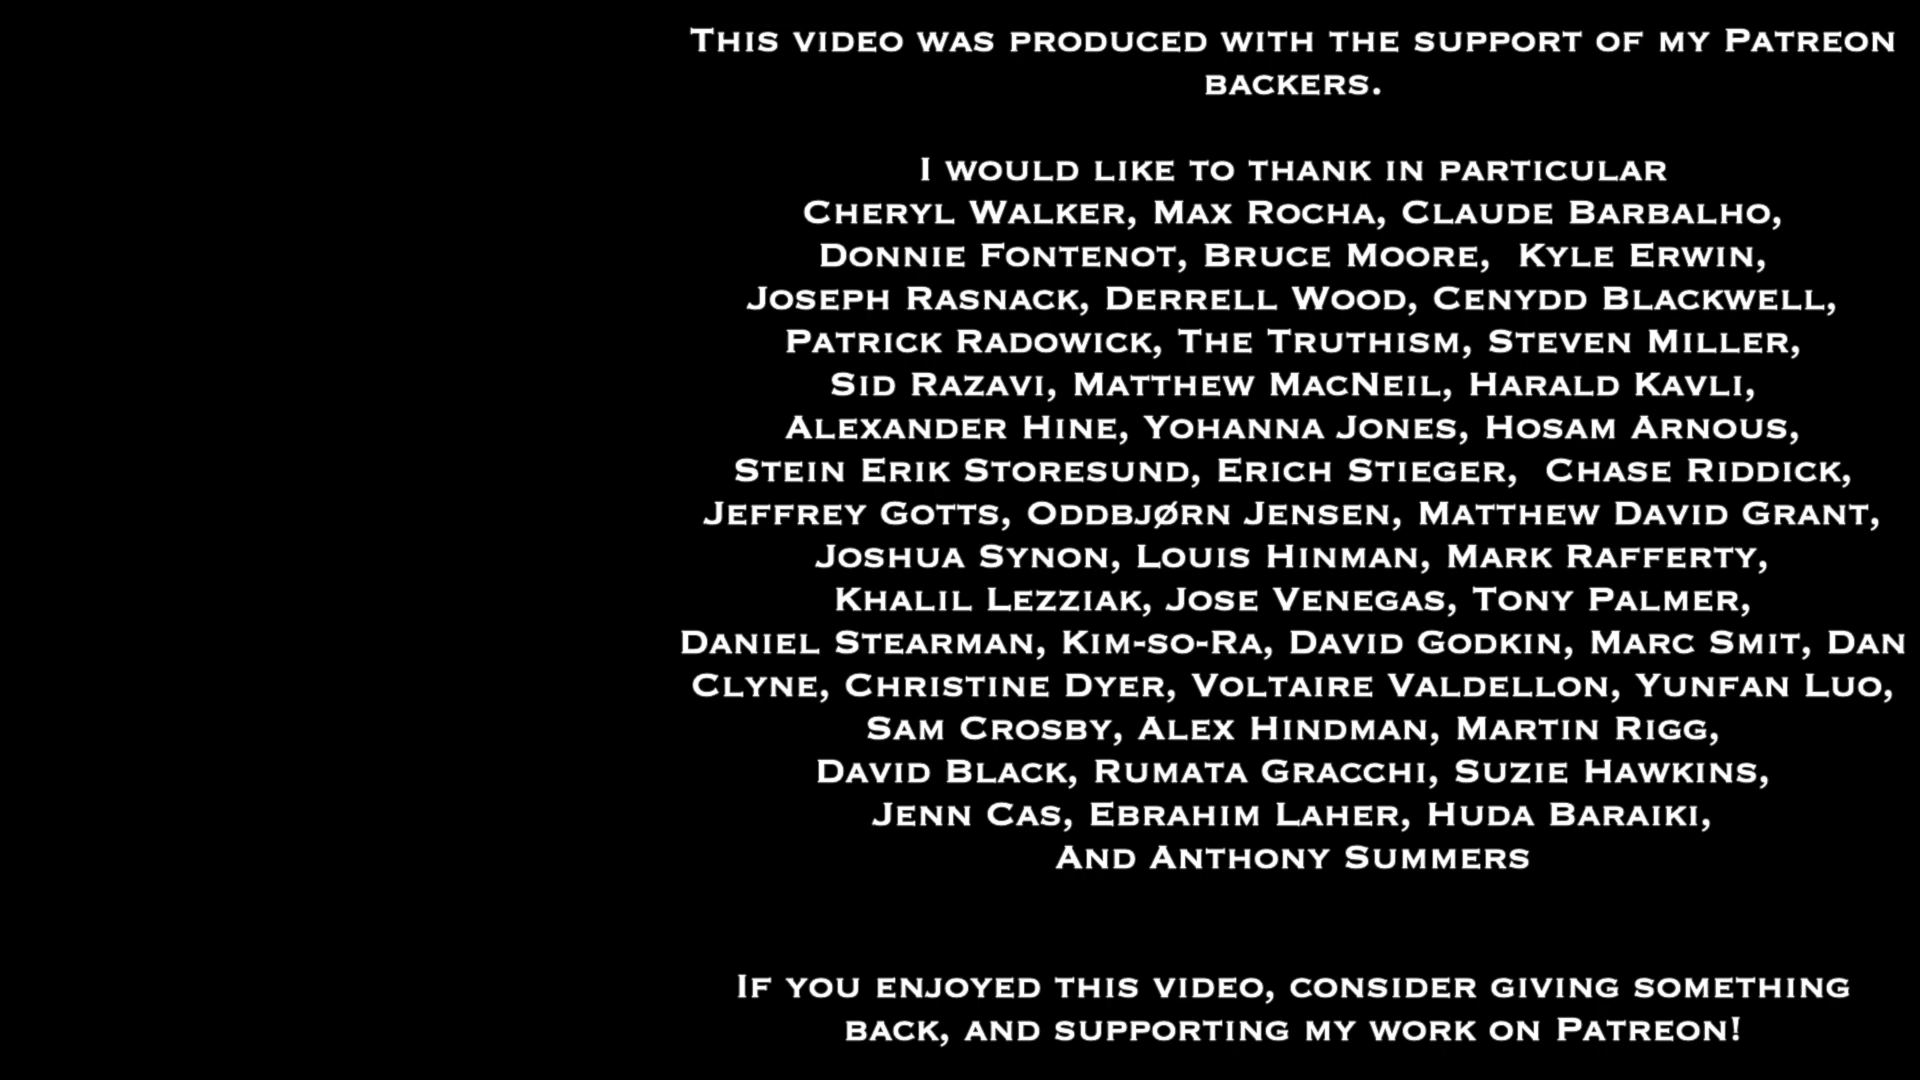 This video was produced with the support of my Patreon
backers.
I would like to thank in particular
Cheryl Walker, Max Rocha, Claude Barbalho,
Donnie Fontenot, Bruce Moore,  Kyle Erwin,
Joseph Rasnack, Derrell Wood, Cenydd Blackwell,
Patrick Radowick, The Truthism, Steven Miller,
Sid Razavi, Matthew MacNeil, Harald Kavli,
Alexander Hine, Yohanna Jones, Hosam Arnous,
Stein Erik Storesund, Erich Stieger,  Chase Riddick,
Jeffrey Gotts, Oddbjørn Jensen, Matthew David Grant,
Joshua Synon, Louis Hinman, Mark Rafferty,
Khalil Lezziak, Jose Venegas, Tony Palmer,
Daniel Stearman, Kim-so-Ra, David Godkin, Marc Smit, Dan
Clyne, Christine Dyer, Voltaire Valdellon, Yunfan Luo,
Sam Crosby, Alex Hindman, Martin Rigg,
David Black, Rumata Gracchi, Suzie Hawkins,
Jenn Cas, Ebrahim Laher, Huda Baraiki,
And Anthony Summers
If you enjoyed this video, consider giving something
back, and supporting my work on Patreon!